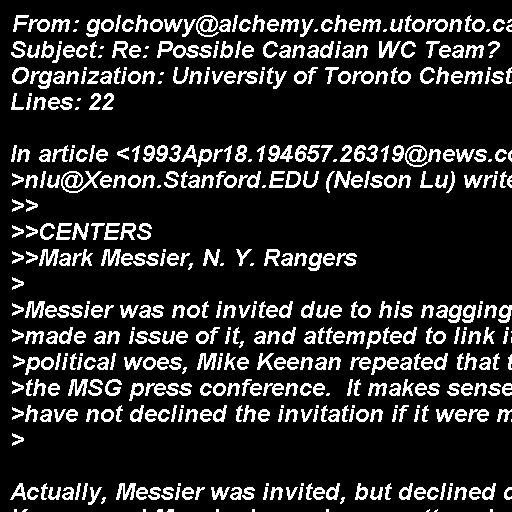 From: golchowy@alchemy.chem.utoronto.ca
Subject: Re: Possible Canadian WC Team?
Organization: University of Toronto Chemist
Lines: 22

In article <1993Apr18.194657.26319@news.co
>nlu@Xenon.Stanford.EDU (Nelson Lu) write
>>
>>CENTERS
>>Mark Messier, N. Y. Rangers
>
>Messier was not invited due to his nagging
>made an issue of it, and attempted to link it
>political woes, Mike Keenan repeated that t
>the MSG press conference.  It makes sense
>have not declined the invitation if it were m
>

Actually, Messier was invited, but declined d